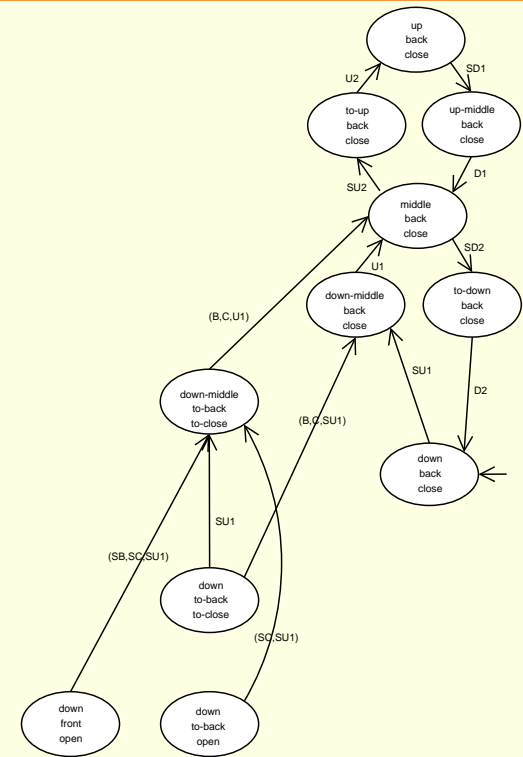 up
back
close
U2
SD1
to-up
back
close
up-middle
back
close
SU2
D1
middle
back
close
SD2
U1
down-middle
back
close
to-down
back
close
(B,C,U1)
SU1
D2
down-middle
to-back
to-close
(B,C,SU1)
down
back
close
SU1
(SB,SC,SU1)
down
to-back
to-close
(SC,SU1)
down
front
open
down
to-back
open